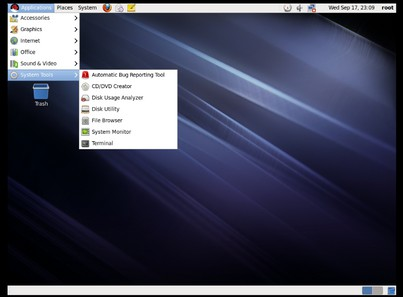 Applications Places System Wed Sep 17, 23:09 root
Accessories
Graphics
Internet
Office
Sound & Video
System Tools
Automatic Bug Reporting Tool
CD/DVD Creator
Disk Usage Analyzer
Disk Utility
File Browser
System Monitor
Terminal
Trash